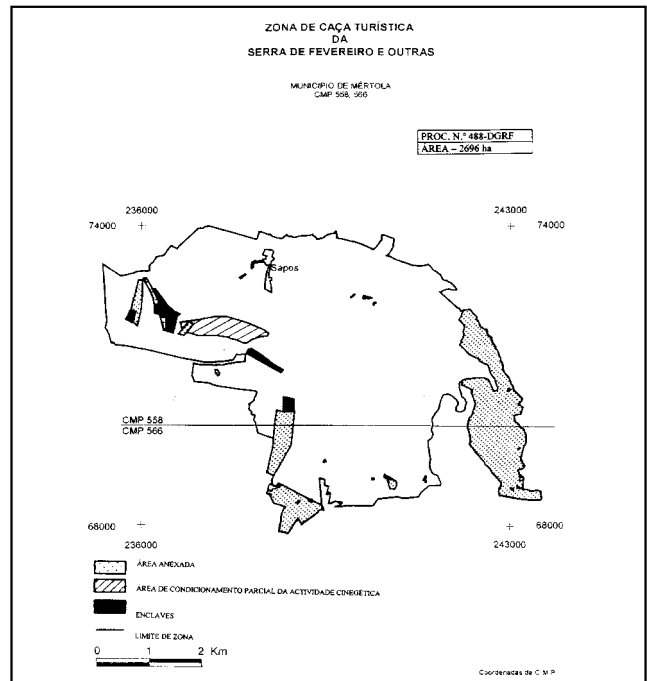 ZONA DE CAÇA TURÍSTICA
DA
SERRA DE FEVEREIRO E OUTRAS
MUNICÍPIO DE MÉRTOLA
CMP 558, 566
PROC. N.º 488-DGRF
ÁREA – 2696 ha
236000 243000
74000 74000
Sapos
CMP 558
CMP 566
68000 68000
236000 243000
ÁREA ANEXADA
ÁREA DE CONDICIONAMENTO PARCIAL DA ACTIVIDADE CINEGÉTICA
ENCLAVES
LIMITE DE ZONA
0 1 2 Km
Coordenadas de C M P